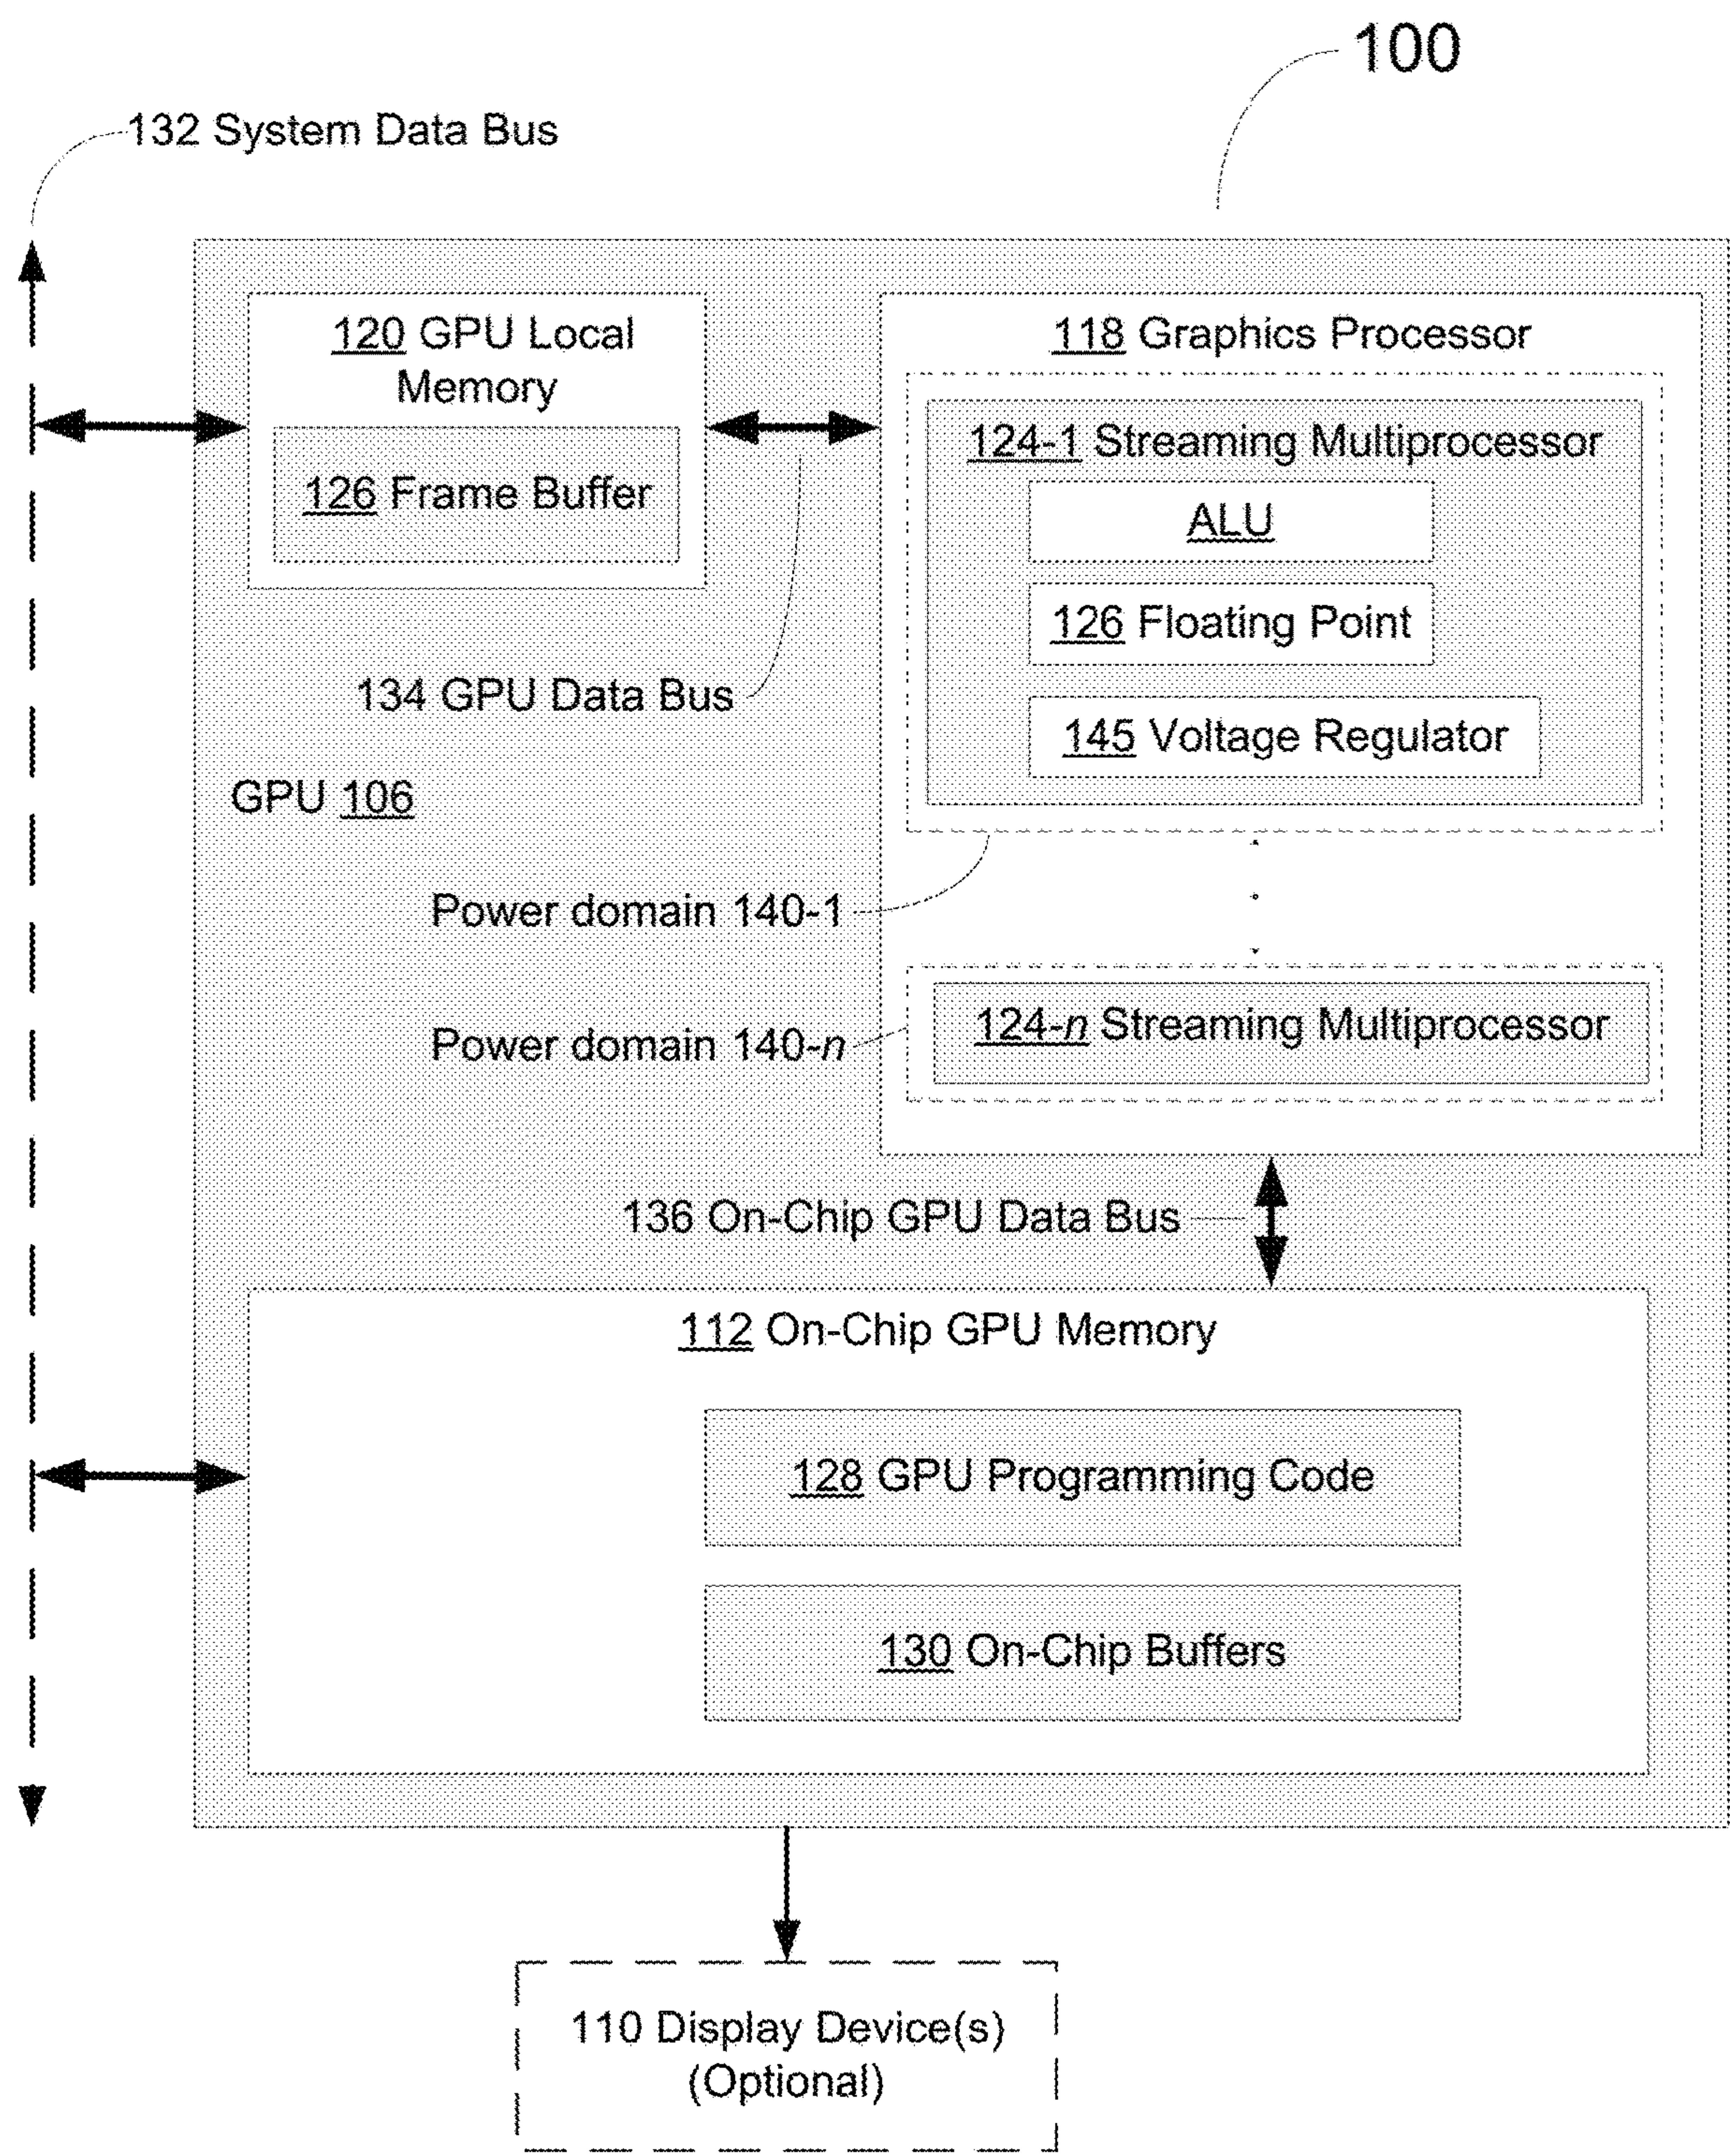 100
132 System Data Bus
120 GPU Local
Memory
126 Frame Buffer
118 Graphics Processor
124-1 Streaming Multiprocessor
ALU
126 Floating Point
145 Voltage Regulator
134 GPU Data Bus
GPU 106
Power domain 140-1
Power domain 140-n
124-n Streaming Multiprocessor
136 On-Chip GPU Data Bus
112 On-Chip GPU Memory
128 GPU Programming Code
130 On-Chip Buffers
110 Display Device(s)
(Optional)